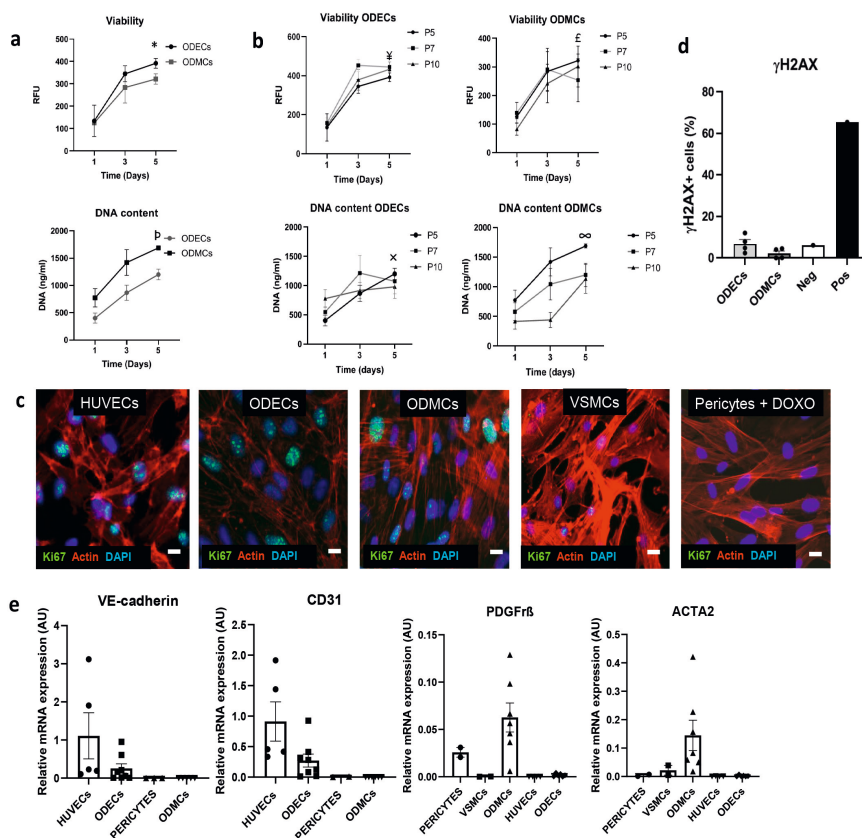 a
Viability
RFU
500
400
300
200
100
0
1
3
5
Time (Days)
*
ODECs
ODMCs
DNA content
DNA (ng/ml)
2000
1500
1000
500
0
1
3
5
Time (Days)
Þ
ODECs
ODMCs
b
Viability ODECs
RFU
600
400
200
0
1
3
5
Time (Days)
¥
P5
P7
P10
Viability ODMCs
RFU
500
400
300
200
100
0
1
3
5
Time (Days)
£
P5
P7
P10
DNA content ODECs
DNA (ng/ml)
2000
1500
1000
500
0
1
3
5
Time (days)
×
P5
P7
P10
DNA content ODMCs
DNA (ng/ml)
2000
1500
1000
500
0
1
3
5
Time (days)
∞
P5
P7
P10
d
γH2AX
γH2AX+ cells (%)
80
60
40
20
0
ODECs
ODMCs
Neg
Pos
c
HUVECs
Ki67 Actin DAPI
ODECs
Ki67 Actin DAPI
ODMCs
Ki67 Actin DAPI
VSMCs
Ki67 Actin DAPI
Pericytes + DOXO
Ki67 Actin DAPI
e
VE-cadherin
Relative mRNA expression (AU)
4
3
2
1
0
HUVECs
ODECs
PERICYTES
ODMCs
CD31
Relative mRNA expression (AU)
2.5
2.0
1.5
1.0
0.5
0.0
HUVECs
ODECs
PERICYTES
ODMCs
PDGFrß
Relative mRNA expression (AU)
0.15
0.10
0.05
0.00
PERICYTES
VSMCs
ODMCs
HUVECs
ODECs
ACTA2
Relative mRNA expression (AU)
0.5
0.4
0.3
0.2
0.1
0.0
PERICYTES
VSMCs
ODMCs
HUVECs
ODECs